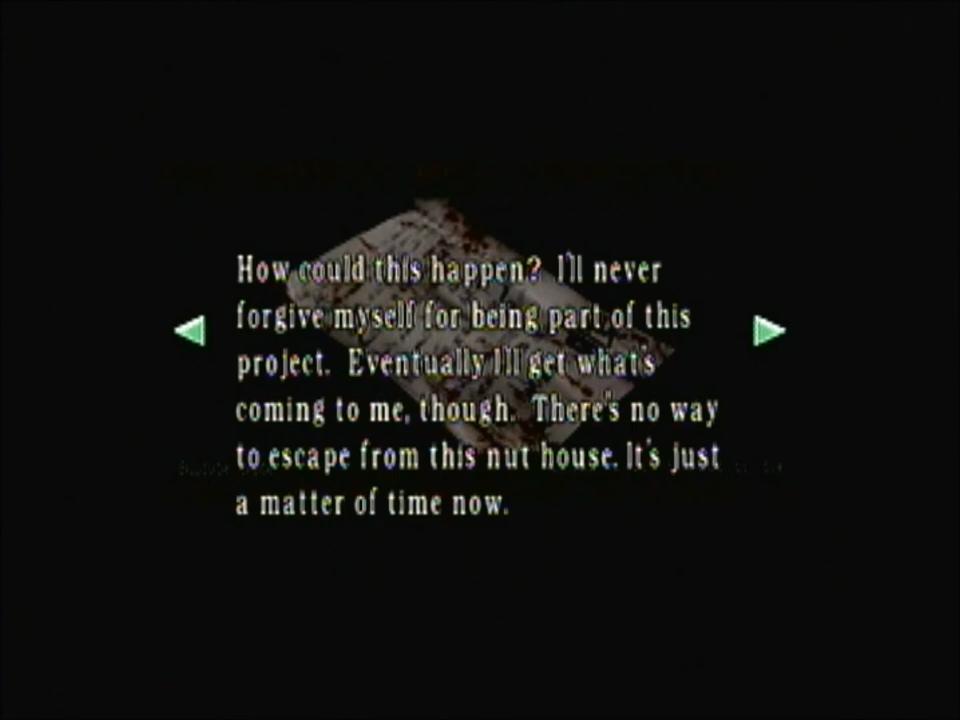 How could this happen? I'll never
forgive myself for being part of this
project. Eventually I'll get what's
coming to me, though. There's no way
to escape from this nut house. It's just
a matter of time now.